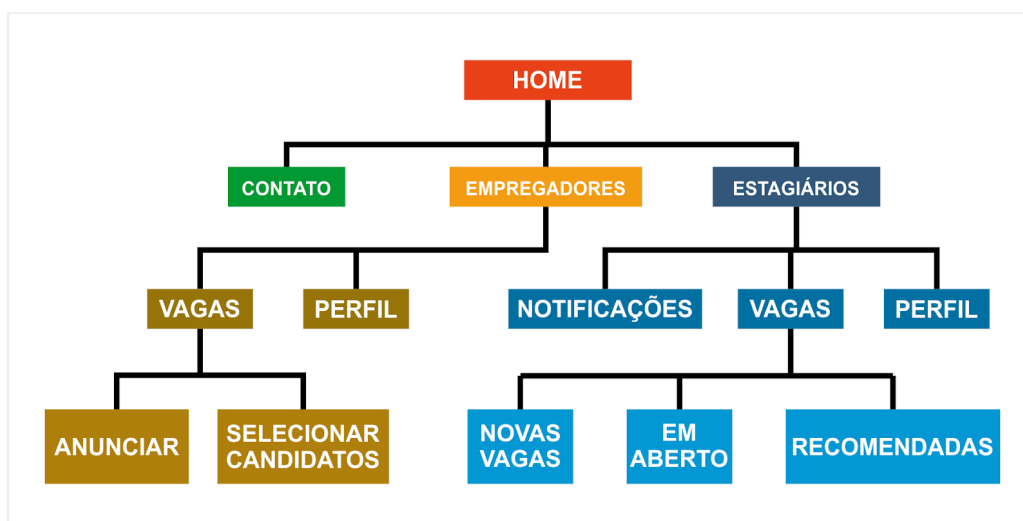 HOME
CONTATO
EMPREGADORES
ESTAGIÁRIOS
VAGAS
PERFIL
NOTIFICAÇÕES
VAGAS
PERFIL
ANUNCIAR
SELECIONAR
CANDIDATOS
NOVAS
VAGAS
EM
ABERTO
RECOMENDADAS